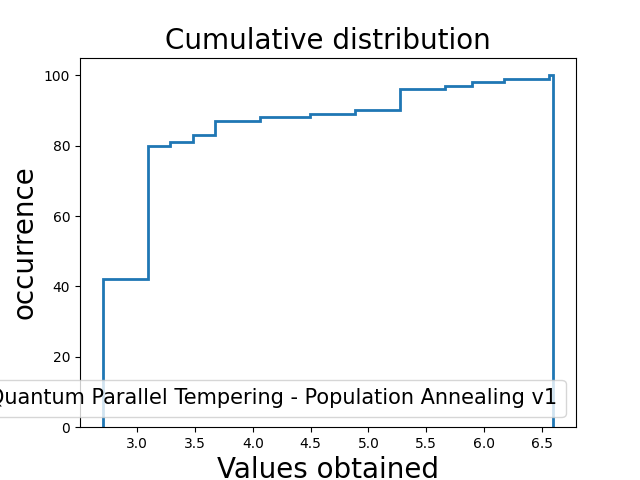 Cumulative distribution
occurrence
100
80
60
40
20
0
Quantum Parallel Tempering - Population Annealing v1
3.0 3.5 4.0 4.5 5.0 5.5 6.0 6.5
Values obtained